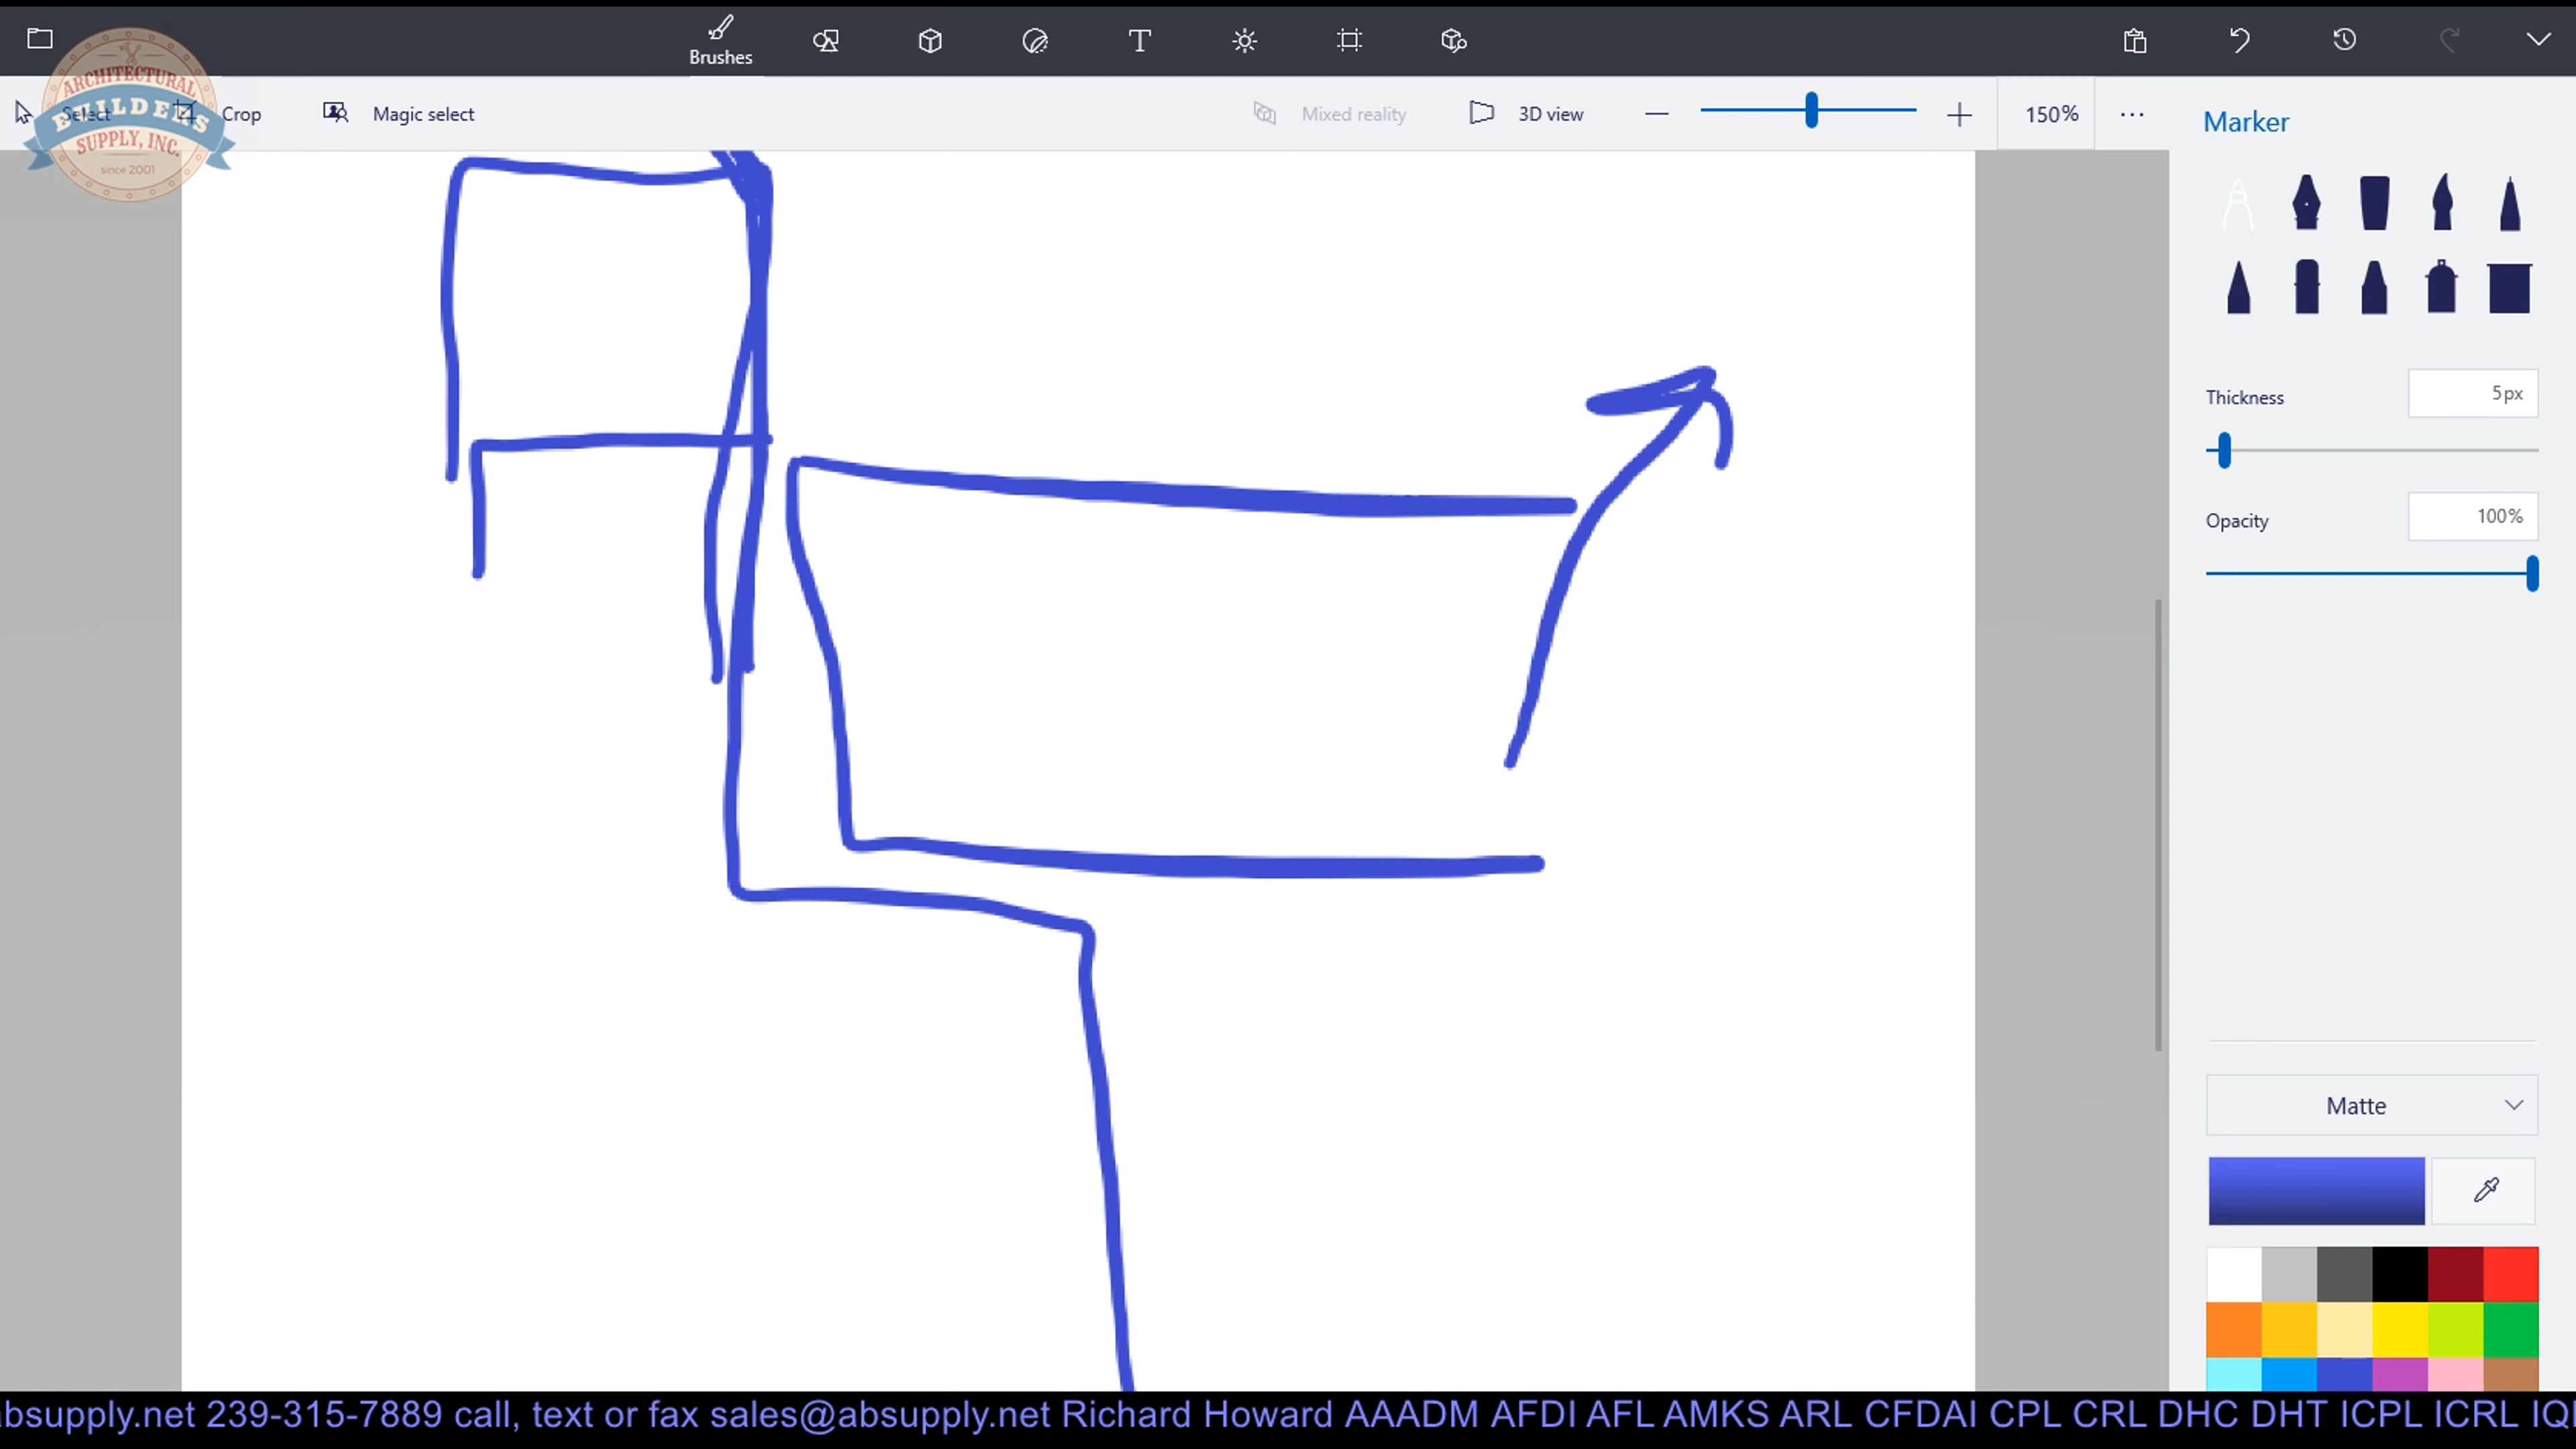 Brushes
ARCHITECTURAL
BUILDERS
SUPPLY, INC.
since 2001
Select
Crop
Magic select
Mixed reality
3D view
150%
Marker
Thickness
5px
Opacity
100%
Matte
absupply.net 239-315-7889 call, text or fax sales@absupply.net Richard Howard AAADM AFDI AFL AMKS ARL CFDAI CPL CRL DHC DHT ICPL ICRL